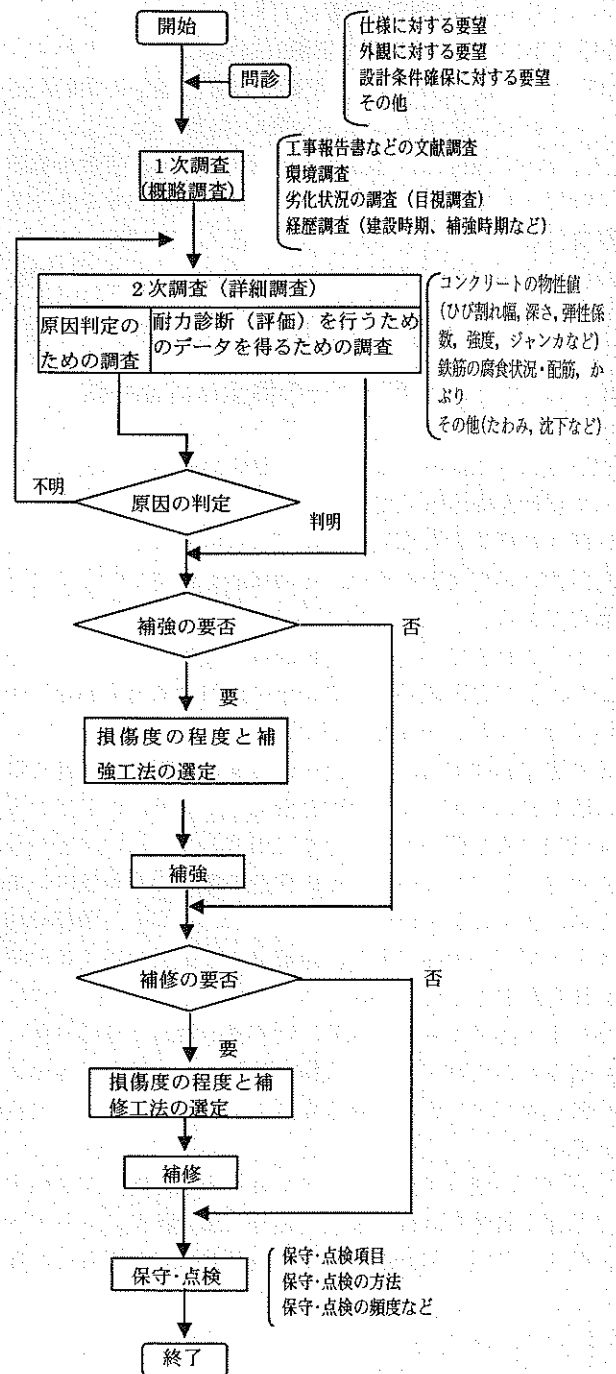 開始
仕様に対する要望
外観に対する要望
設計条件確保に対する要望
その他
問診
1次調査
(概略調査)
工事報告書などの文献調査
環境調査
劣化状況の調査(目視調査)
経歴調査(建設時期、補強時期など)
2次調査(詳細調査)
原因判定の
ための調査
耐力診断(評価)を行うため
のデータを得るための調査
コンクリートの物性値
(ひび割れ幅, 深さ, 弾性係
数, 強度, ジャンカなど)
鉄筋の腐食状況・配筋, か
ぶり
その他(たわみ, 沈下など)
不明
原因の判定
判明
補強の要否
否
要
損傷度の程度と補
強工法の選定
補強
補修の要否
否
要
損傷度の程度と補
修工法の選定
補修
保守・点検
保守・点検項目
保守・点検の方法
保守・点検の頻度など
終了